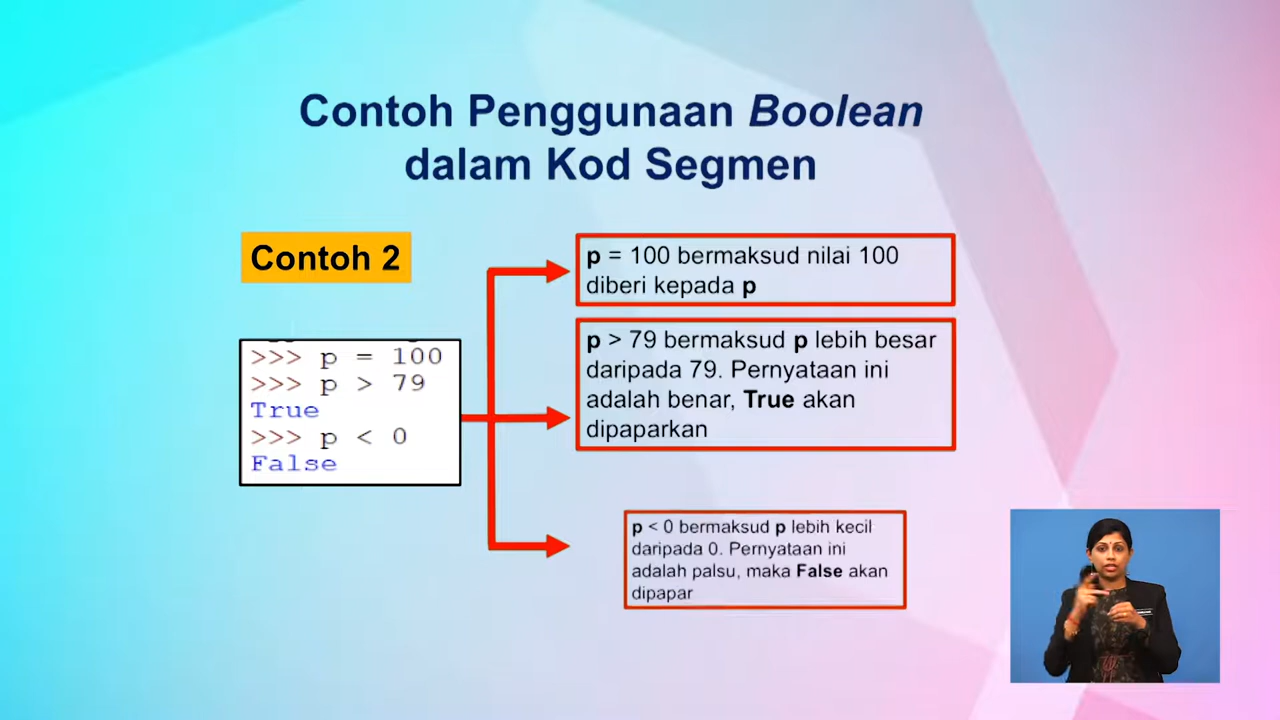 Contoh Penggunaan Boolean
dalam Kod Segmen
Contoh 2
>>> p = 100
>>> p > 79
True
>>> p < 0
False
p = 100 bermaksud nilai 100
diberi kepada p
p > 79 bermaksud p lebih besar
daripada 79. Pernyataan ini
adalah benar, True akan
dipaparkan
p < 0 bermaksud p lebih kecil
daripada 0. Pernyataan ini
adalah palsu, maka False akan
dipapar